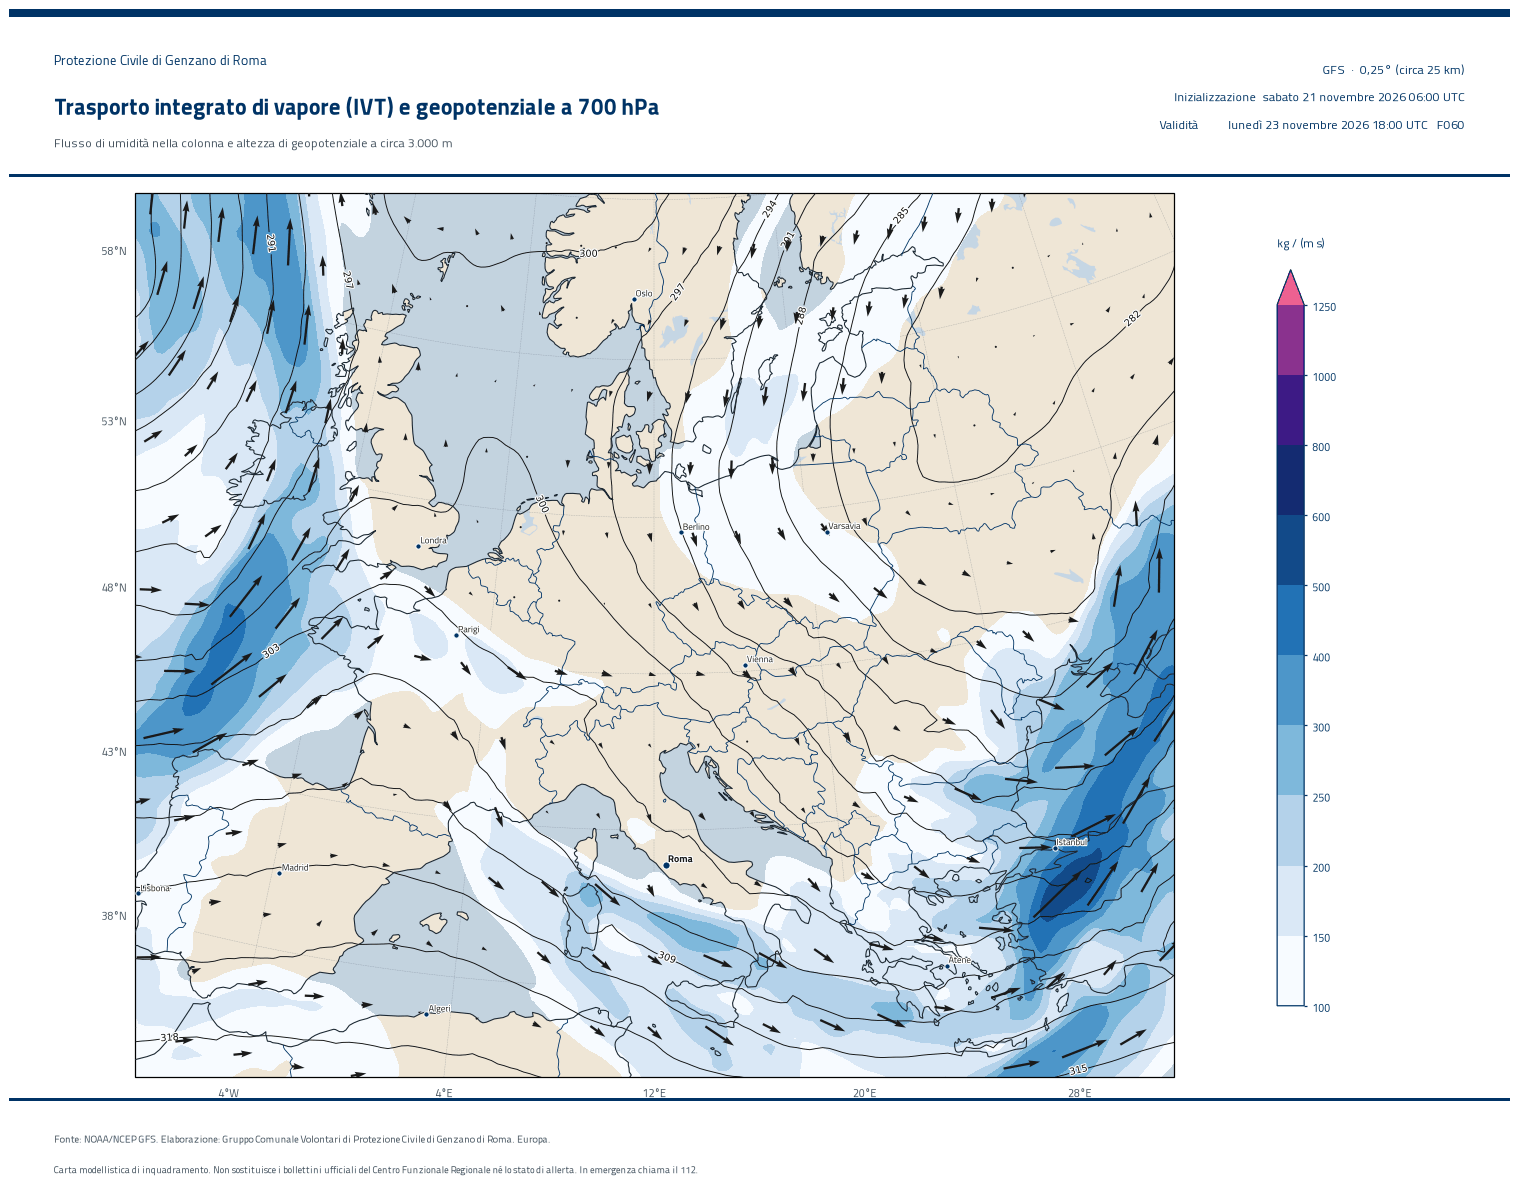 Protezione Civile di Genzano di Roma
Trasporto integrato di vapore (IVT) e geopotenziale a 700 hPa
Flusso di umidità nella colonna e altezza di geopotenziale a circa 3.000 m
GFS · 0,25° (circa 25 km)
Inizializzazione sabato 21 novembre 2026 06:00 UTC
Validità lunedì 23 novembre 2026 18:00 UTC F060
kg / (m s)
1250
1000
800
600
500
400
300
250
200
150
100
58°N
53°N
48°N
43°N
38°N
4°W
4°E
12°E
20°E
28°E
294
285
291
291
300
297
297
288
282
Oslo
300
Berlino
Varsavia
Londra
Parigi
303
Vienna
Istanbul
Roma
Madrid
Lisbona
309
Atene
Algeri
318
315
Fonte: NOAA/NCEP GFS. Elaborazione: Gruppo Comunale Volontari di Protezione Civile di Genzano di Roma. Europa.
Carta modellistica di inquadramento. Non sostituisce i bollettini ufficiali del Centro Funzionale Regionale né lo stato di allerta. In emergenza chiama il 112.